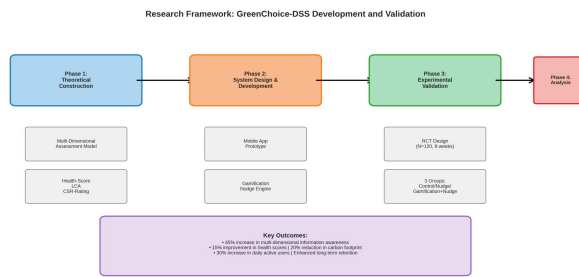 Research Framework: GreenChoice-DSS Development and Validation
Phase 1:
Theoretical
Construction
Phase 2:
System Design &
Development
Phase 3:
Experimental
Validation
Phase 4:
Analysis
Multi-Dimensional
Assessment Model
Mobile App
Prototype
RCT Design
(N=120, 8 weeks)
Health-Score
LCA
CSR-Rating
Gamification
Nudge Engine
3 Groups:
Control/Nudge/
Gamification+Nudge
Key Outcomes:
• 45% increase in multi-dimensional information awareness
• 15% improvement in health scores | 20% reduction in carbon footprint
• 30% increase in daily active users | Enhanced long-term retention